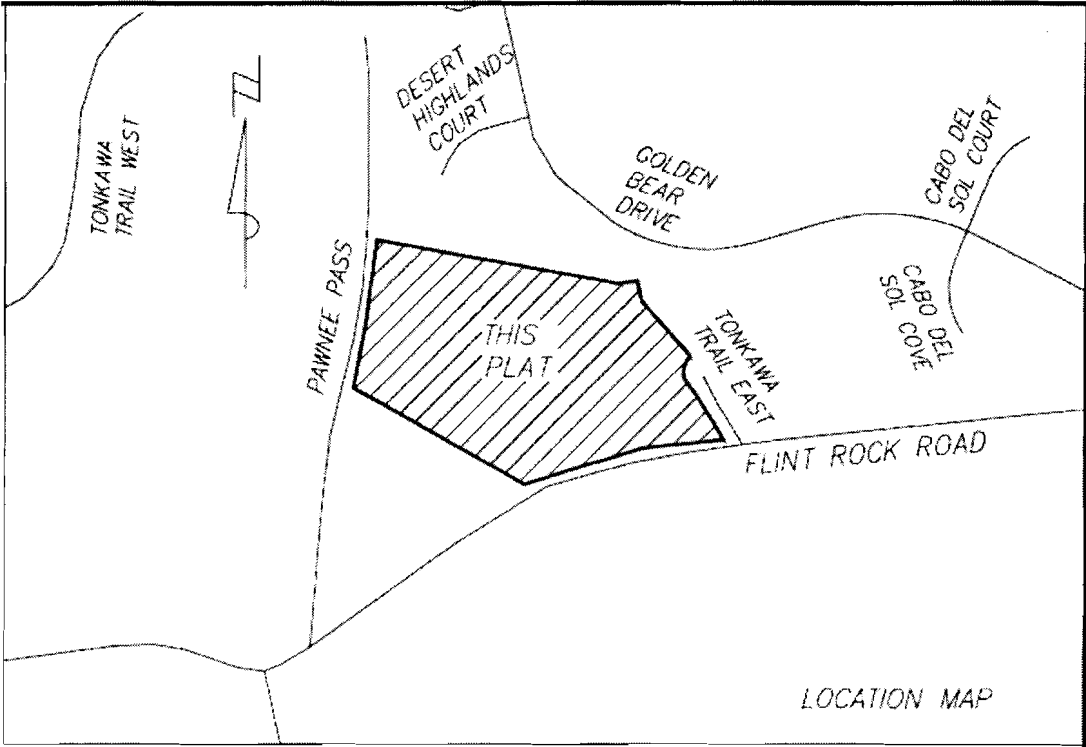 DESERT
HIGHLANDS
COURT
TONKAWA
TRAIL WEST
N
GOLDEN
BEAR
DRIVE
CABO DEL
SOL COURT
PAWNEE PASS
THIS
PLAT
CABO DEL
SOL COVE
TONKAWA
TRAIL EAST
FLINT ROCK ROAD
LOCATION MAP